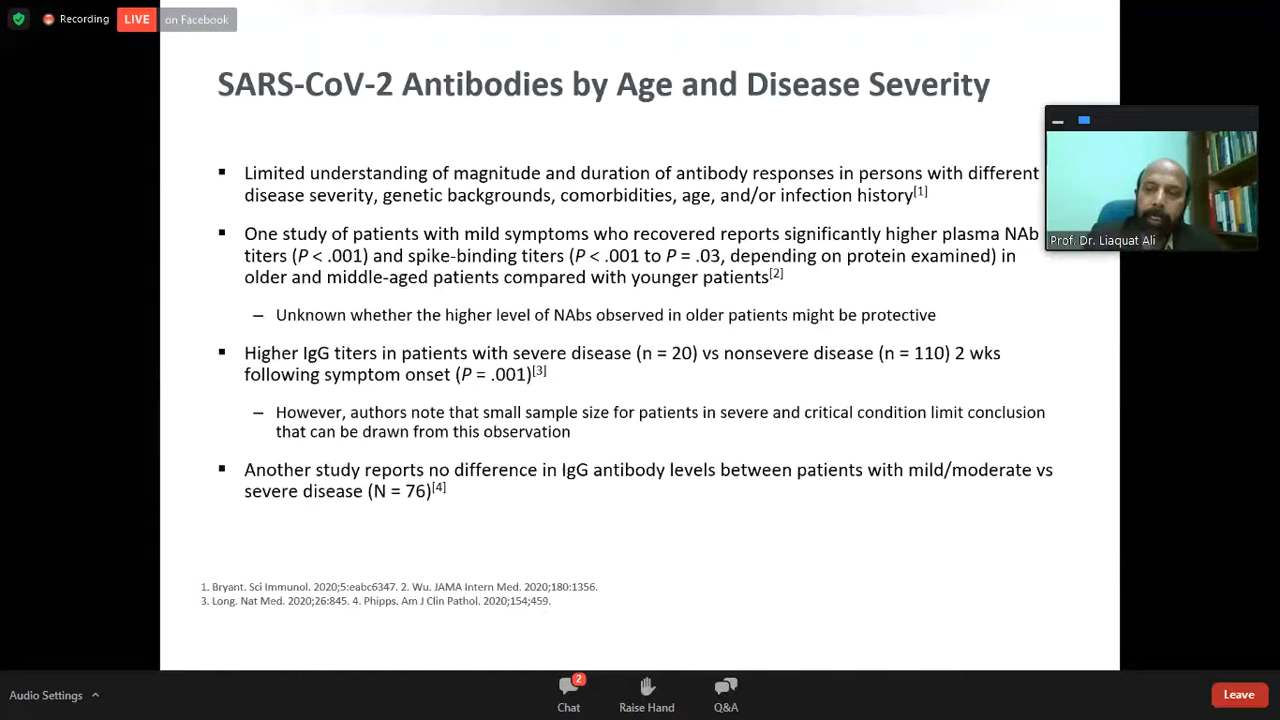 Recording LIVE on Facebook
SARS-CoV-2 Antibodies by Age and Disease Severity
▪ Limited understanding of magnitude and duration of antibody responses in persons with different
disease severity, genetic backgrounds, comorbidities, age, and/or infection history[1]
▪ One study of patients with mild symptoms who recovered reports significantly higher plasma NAb
titers (P < .001) and spike-binding titers (P < .001 to P = .03, depending on protein examined) in
older and middle-aged patients compared with younger patients[2]
– Unknown whether the higher level of NAbs observed in older patients might be protective
▪ Higher IgG titers in patients with severe disease (n = 20) vs nonsevere disease (n = 110) 2 wks
following symptom onset (P = .001)[3]
– However, authors note that small sample size for patients in severe and critical condition limit conclusion
that can be drawn from this observation
▪ Another study reports no difference in IgG antibody levels between patients with mild/moderate vs
severe disease (N = 76)[4]
1. Bryant. Sci Immunol. 2020;5:eabc6347. 2. Wu. JAMA Intern Med. 2020;180:1356.
3. Long. Nat Med. 2020;26:845. 4. Phipps. Am J Clin Pathol. 2020;154;459.
Prof. Dr. Liaquat Ali
Audio Settings
2
Chat
Raise Hand
Q&A
Leave